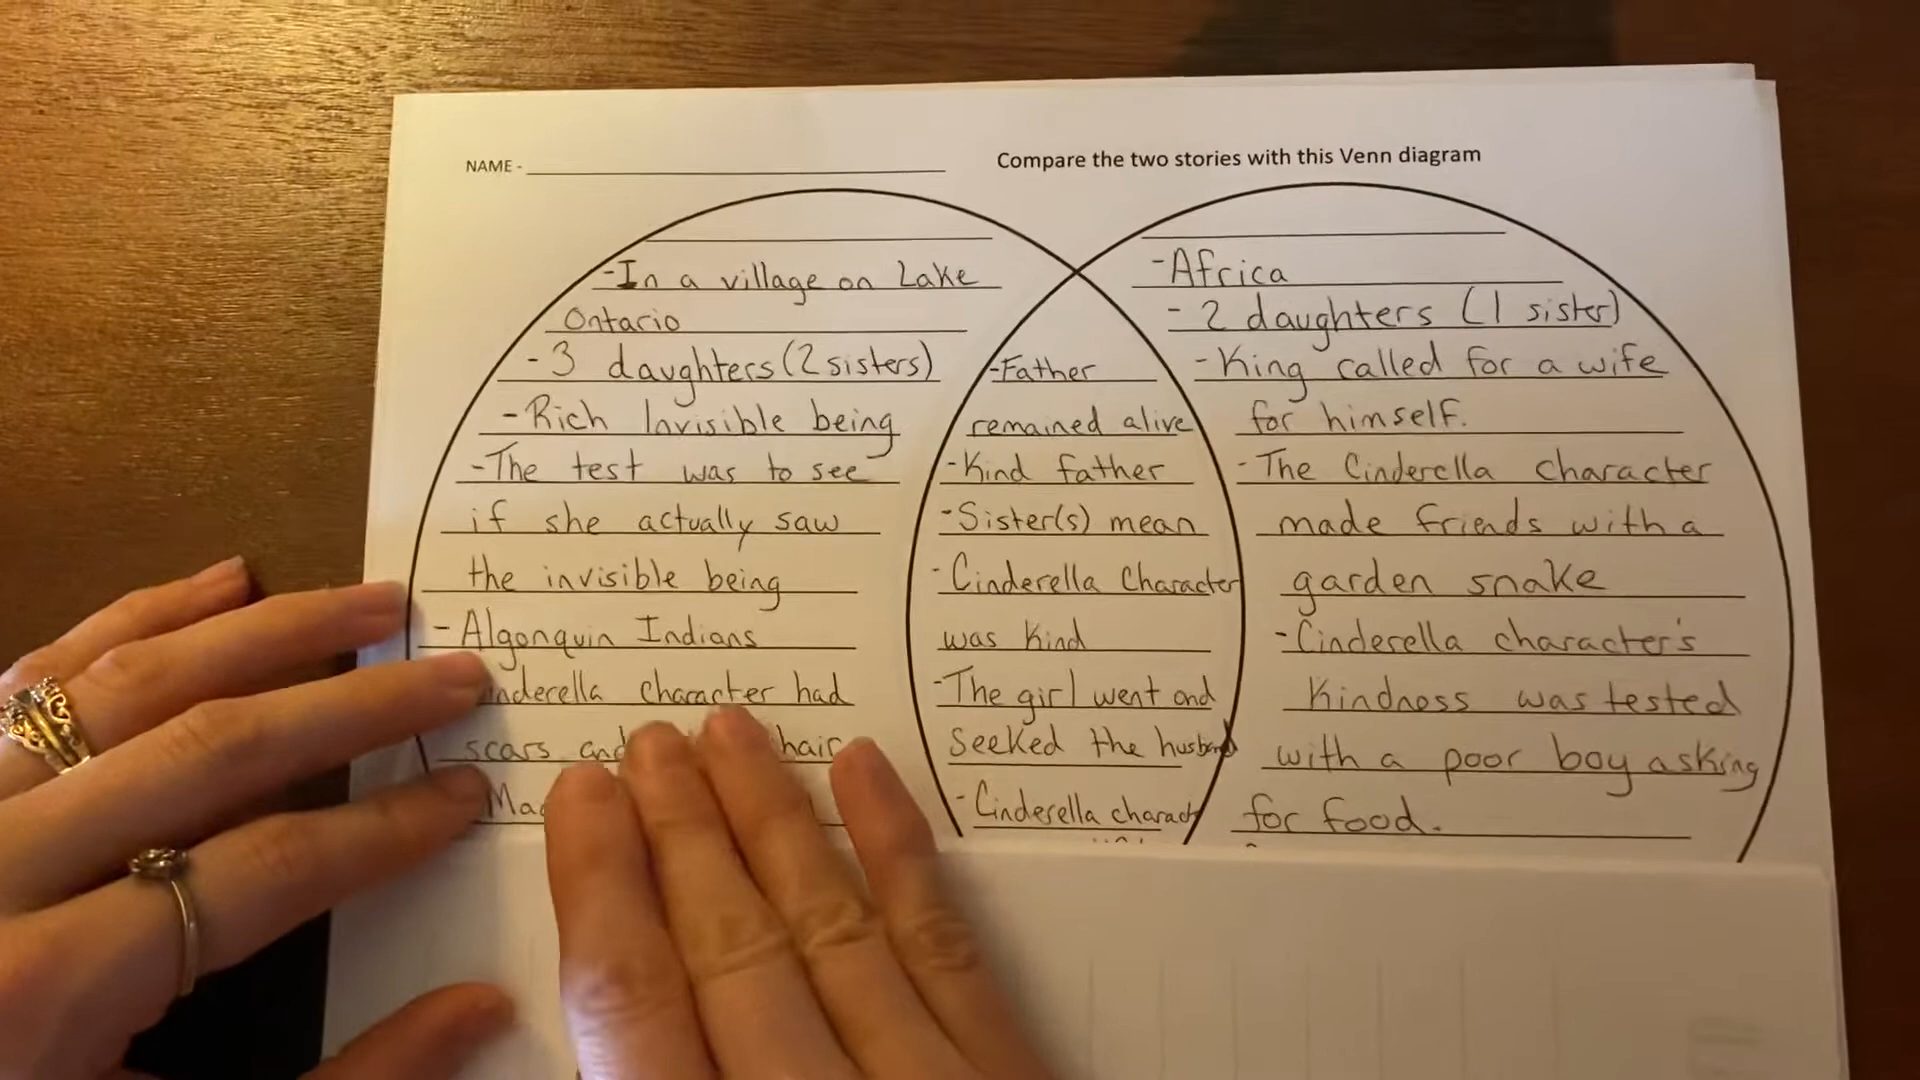 NAME -
Compare the two stories with this Venn diagram
-In a village on Lake
Ontario
- 3 daughters (2 sisters)
- Rich Invisible being
-The test was to see
if she actually saw
the invisible being
- Algonquin Indians
character had
scars and hair
-Father
remained alive
-Kind father
-Sister(s) mean
-Cinderella Character
was kind
-The girl went and
seeked the husband
-Cinderella
-Africa
- 2 daughters (1 sister)
-King called for a wife
for himself.
-The Cinderella character
made friends with a
garden snake
-Cinderella character's
kindness was tested
with a poor boy asking
for food.